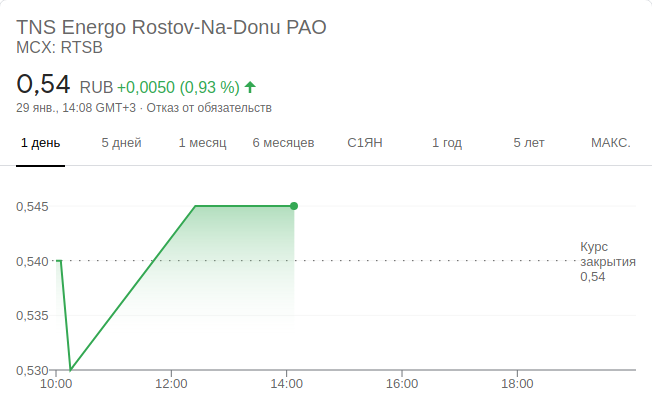 TNS Energo Rostov-Na-Donu PAO
MCX: RTSB
0,54 RUB +0,0050 (0,93 %)
29 янв., 14:08 GMT+3 · Отказ от обязательств
1 день 5 дней 1 месяц 6 месяцев С1ЯН 1 год 5 лет МАКС.
0,545
0,540
0,535
0,530
Курс
закрытия
0,54
10:00 12:00 14:00 16:00 18:00